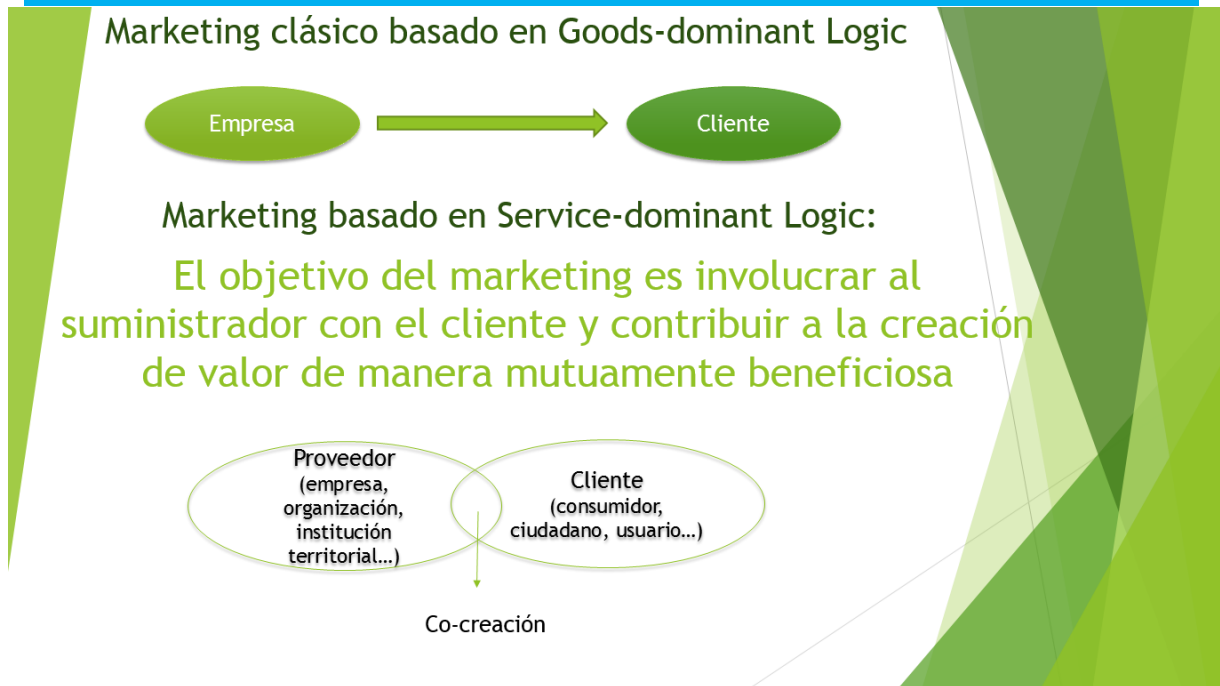 Marketing clásico basado en Goods-dominant Logic
Empresa
Cliente
Marketing basado en Service-dominant Logic:
El objetivo del marketing es involucrar al
suministrador con el cliente y contribuir a la creación
de valor de manera mutuamente beneficiosa
Proveedor
(empresa,
organización,
institución
territorial…)
Cliente
(consumidor,
ciudadano, usuario…)
Co-creación